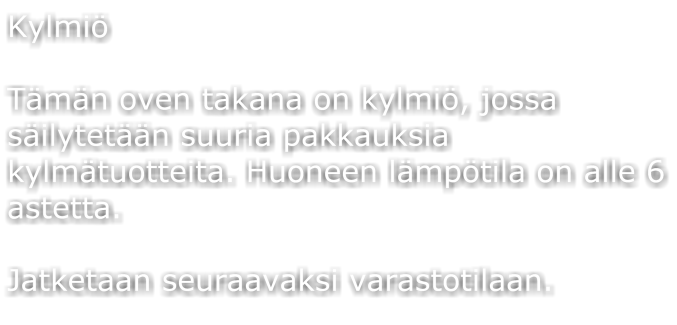 Kylmiö
Tämän oven takana on kylmiö, jossa
säilytetään suuria pakkauksia
kylmätuotteita. Huoneen lämpötila on alle 6
astetta.
Jatketaan seuraavaksi varastotilaan.